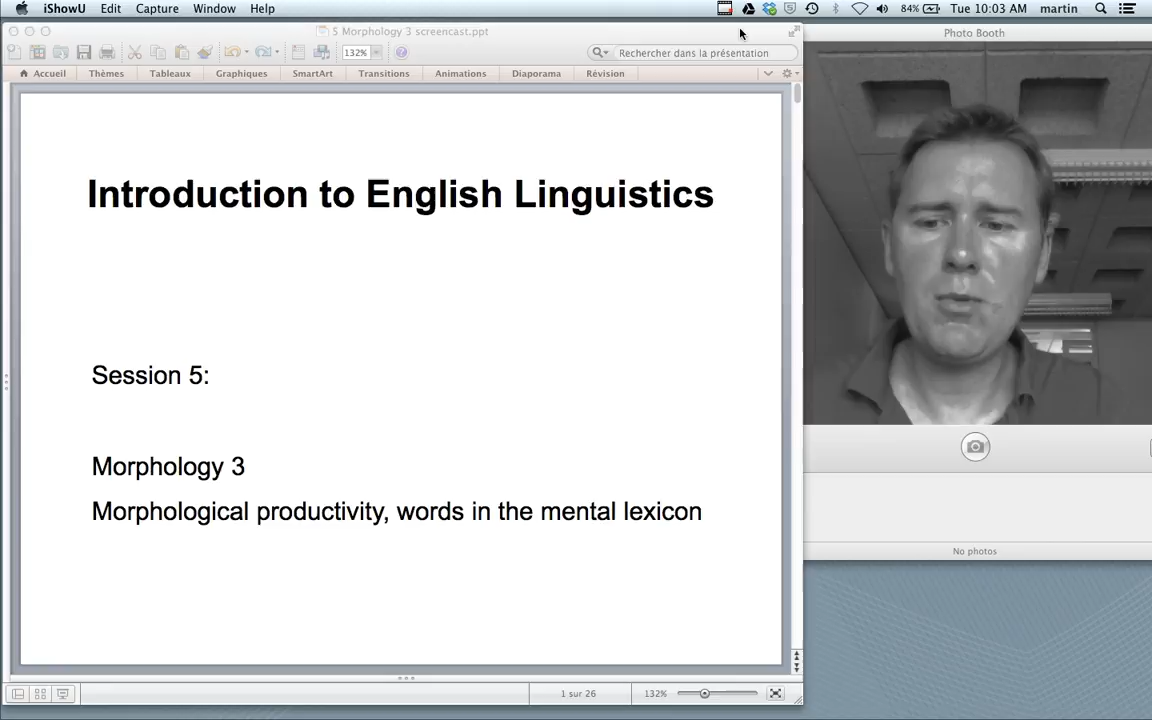 iShowU Edit Capture Window Help 84% Tue 10:03 AM martin
5 Morphology 3 screencast.ppt
132% Rechercher dans la présentation
Accueil Thèmes Tableaux Graphiques SmartArt Transitions Animations Diaporama Révision
Introduction to English Linguistics
Session 5:
Morphology 3
Morphological productivity, words in the mental lexicon
1 sur 26 132%
Photo Booth
No photos